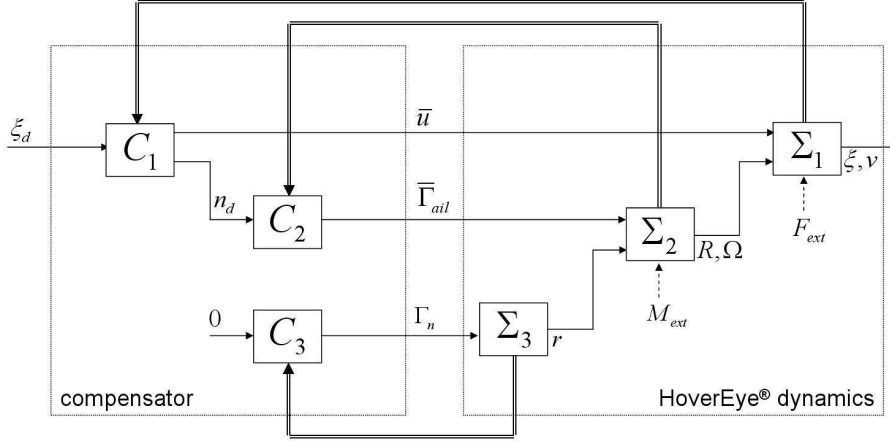 ξ_d
C_1
ū
Σ_1
ξ, v
n_d
C_2
Γ̄_ail
Σ_2
R, Ω
F_ext
0
C_3
Γ_n
Σ_3
r
M_ext
compensator
HoverEye® dynamics